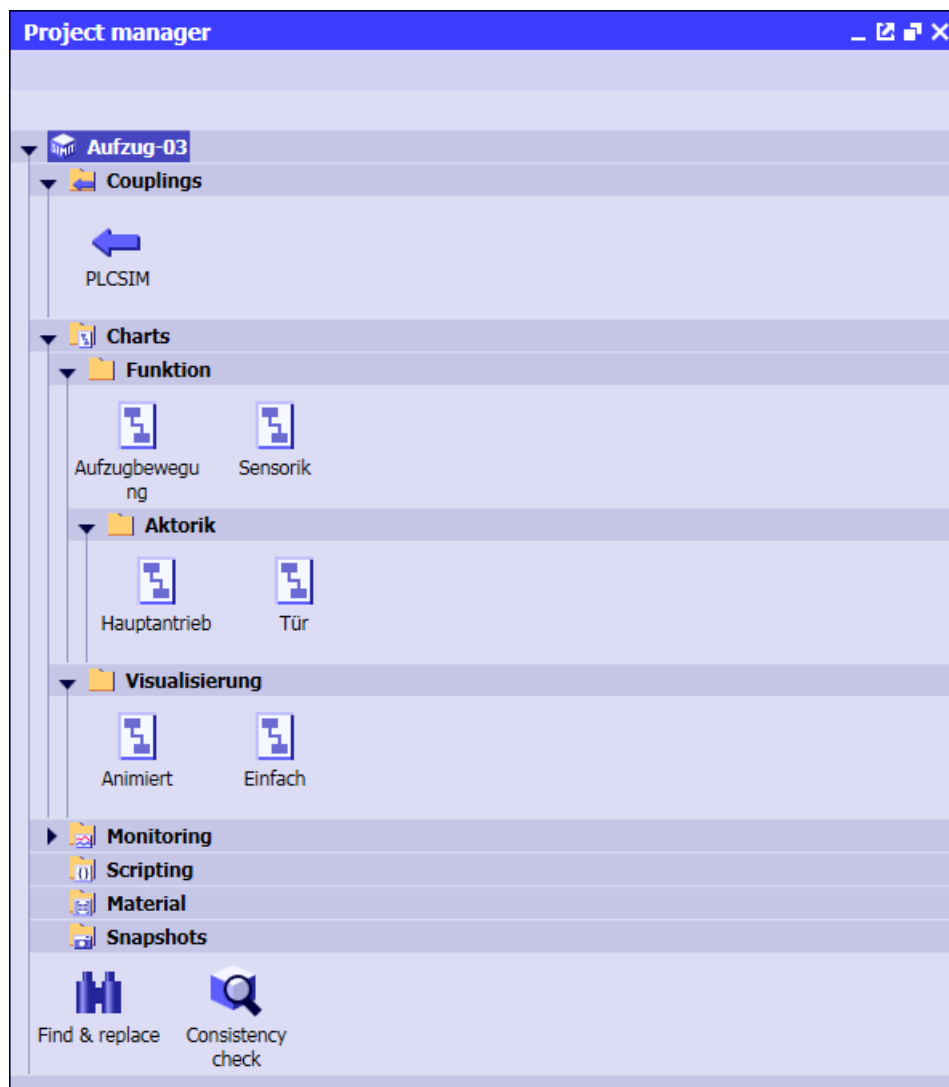 Project manager
Aufzug-03
Couplings
PLCSIM
Charts
Funktion
Aufzugbewegu
ng
Sensorik
Aktorik
Hauptantrieb
Tür
Visualisierung
Animiert
Einfach
Monitoring
Scripting
Material
Snapshots
Find & replace
Consistency
check